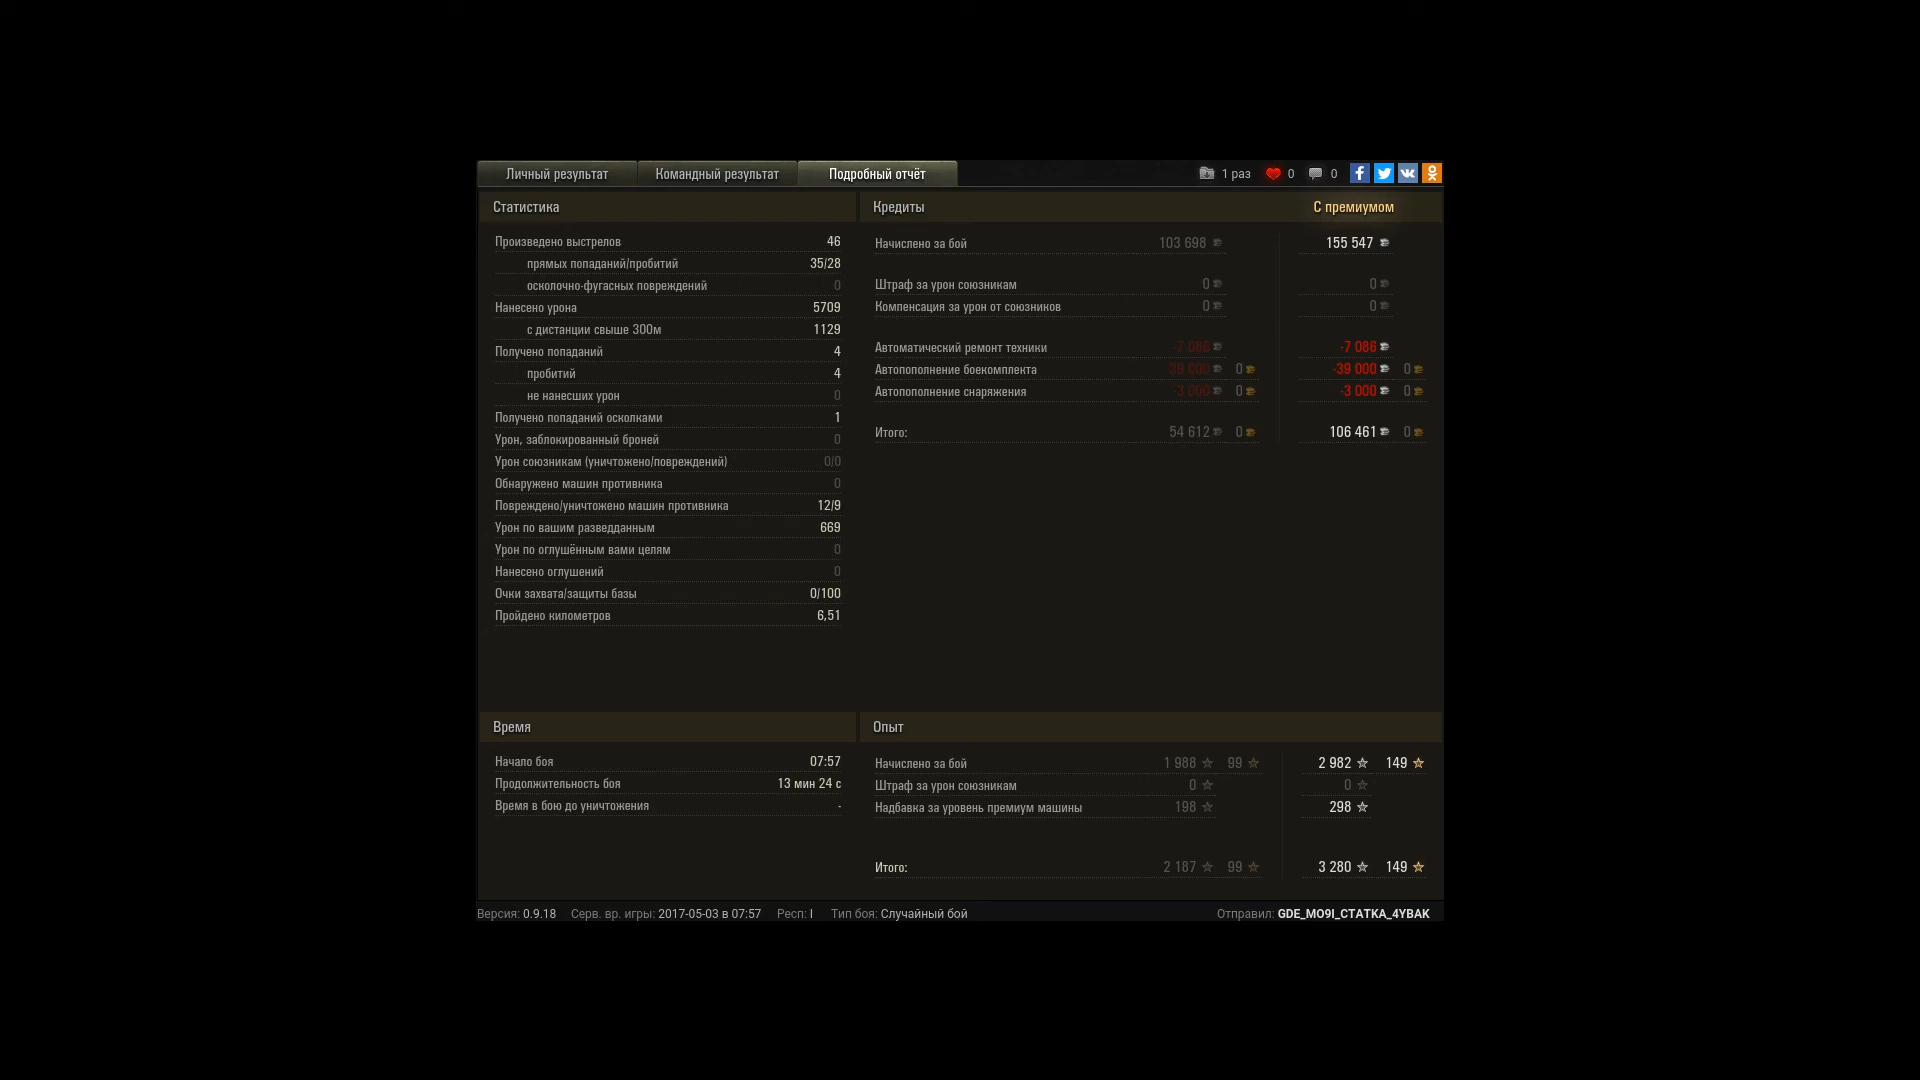 Личный результат Командный результат Подробный отчёт 1 раз 0 0
Статистика
Произведено выстрелов 46
прямых попаданий/пробитий 35/28
осколочно-фугасных повреждений 0
Нанесено урона 5709
с дистанции свыше 300м 1129
Получено попаданий 4
пробитий 4
не нанесших урон 0
Получено попаданий осколками 1
Урон, заблокированный броней 0
Урон союзникам (уничтожено/повреждений) 0/0
Обнаружено машин противника 0
Повреждено/уничтожено машин противника 12/9
Урон по вашим разведданным 669
Урон по оглушённым вами целям 0
Нанесено оглушений 0
Очки захвата/защиты базы 0/100
Пройдено километров 6,51
Кредиты С премиумом
Начислено за бой 103 698 155 547
Штраф за урон союзникам 0 0
Компенсация за урон от союзников 0 0
Автоматический ремонт техники -7 086 -7 086
Автопополнение боекомплекта -39 000 0 -39 000 0
Автопополнение снаряжения -3 000 0 -3 000 0
Итого: 54 612 0 106 461 0
Время
Начало боя 07:57
Продолжительность боя 13 мин 24 с
Время в бою до уничтожения -
Опыт
Начислено за бой 1 988 99 2 982 149
Штраф за урон союзникам 0 0
Надбавка за уровень премиум машины 198 298
Итого: 2 187 99 3 280 149
Версия: 0.9.18 Серв. вр. игры: 2017-05-03 в 07:57 Респ: I Тип боя: Случайный бой Отправил: GDE_MO9I_CTATKA_4YBAK